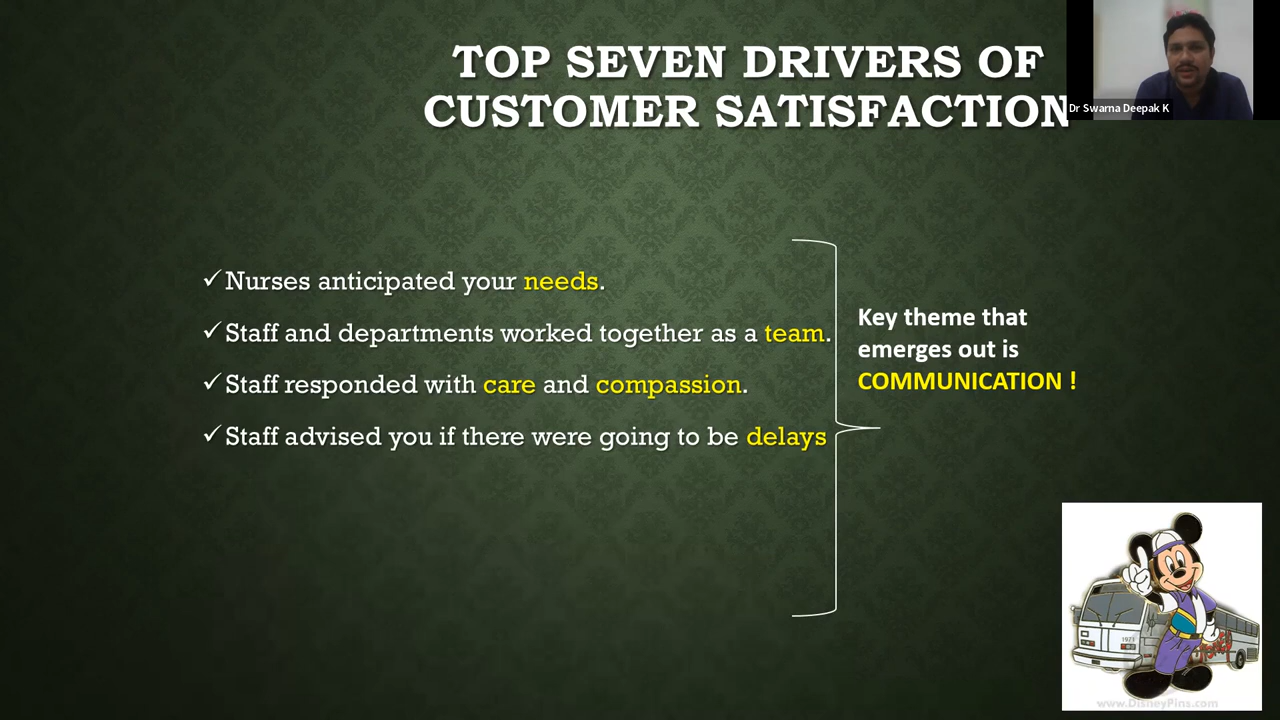 TOP SEVEN DRIVERS OF
CUSTOMER SATISFACTION
Dr Swarna Deepak K
✓Nurses anticipated your needs.
✓Staff and departments worked together as a team.
✓Staff responded with care and compassion.
✓Staff advised you if there were going to be delays
Key theme that
emerges out is
COMMUNICATION !
1971
www.DisneyPins.com